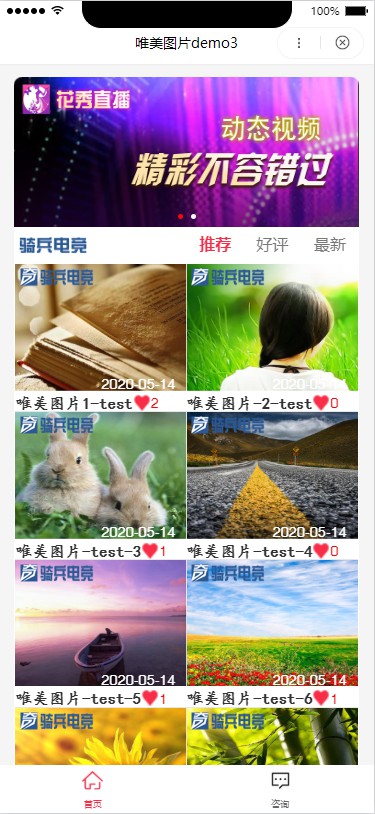 100%
唯美图片demo3
花秀直播
动态视频
精彩不容错过
骑兵电竞
推荐 好评 最新
骑兵电竞 骑兵电竞
2020-05-14 2020-05-14
唯美图片1-test❤2 唯美图片-2-test❤0
骑兵电竞 骑兵电竞
2020-05-14 2020-05-14
唯美图片-test-3❤1 唯美图片-test-4❤0
骑兵电竞 骑兵电竞
2020-05-14 2020-05-14
唯美图片-test-5❤1 唯美图片-test-6❤1
骑兵电竞 骑兵电竞
首页 咨询